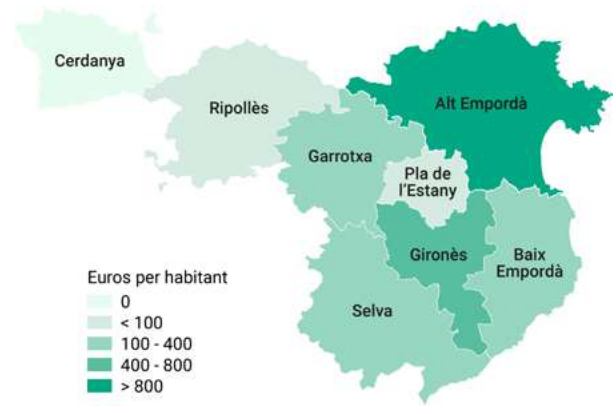 Cerdanya
Ripollès
Alt Empordà
Garrotxa
Pla de
l'Estany
Gironès
Baix
Empordà
Selva
Euros per habitant
0
< 100
100 - 400
400 - 800
> 800